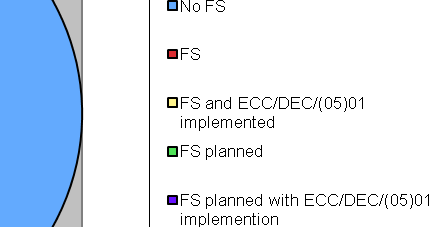 No FS
FS
FS and ECC/DEC/(05)01
implemented
FS planned
FS planned with ECC/DEC/(05)01
implemention